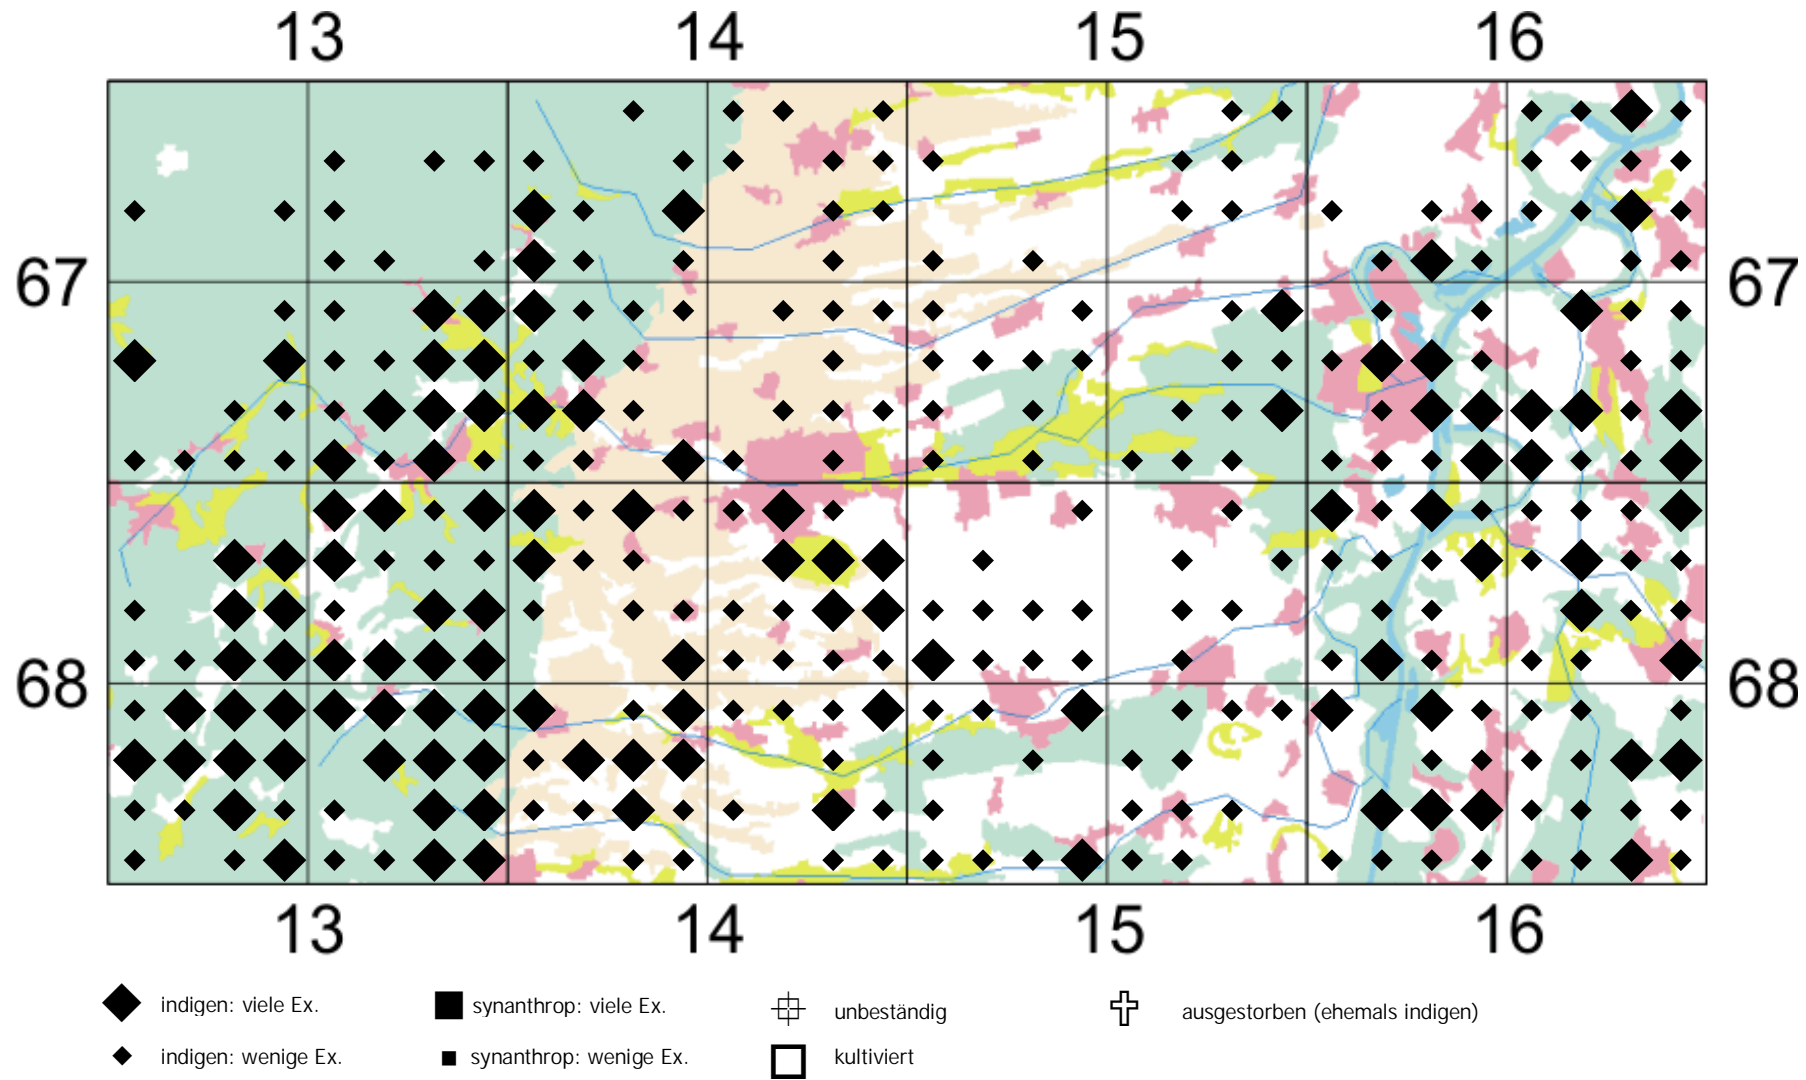 13 14 15 16
67 67
68 68
13 14 15 16
indigen: viele Ex. synanthrop: viele Ex. unbeständig ausgestorben (ehemals indigen)
indigen: wenige Ex. synanthrop: wenige Ex. kultiviert